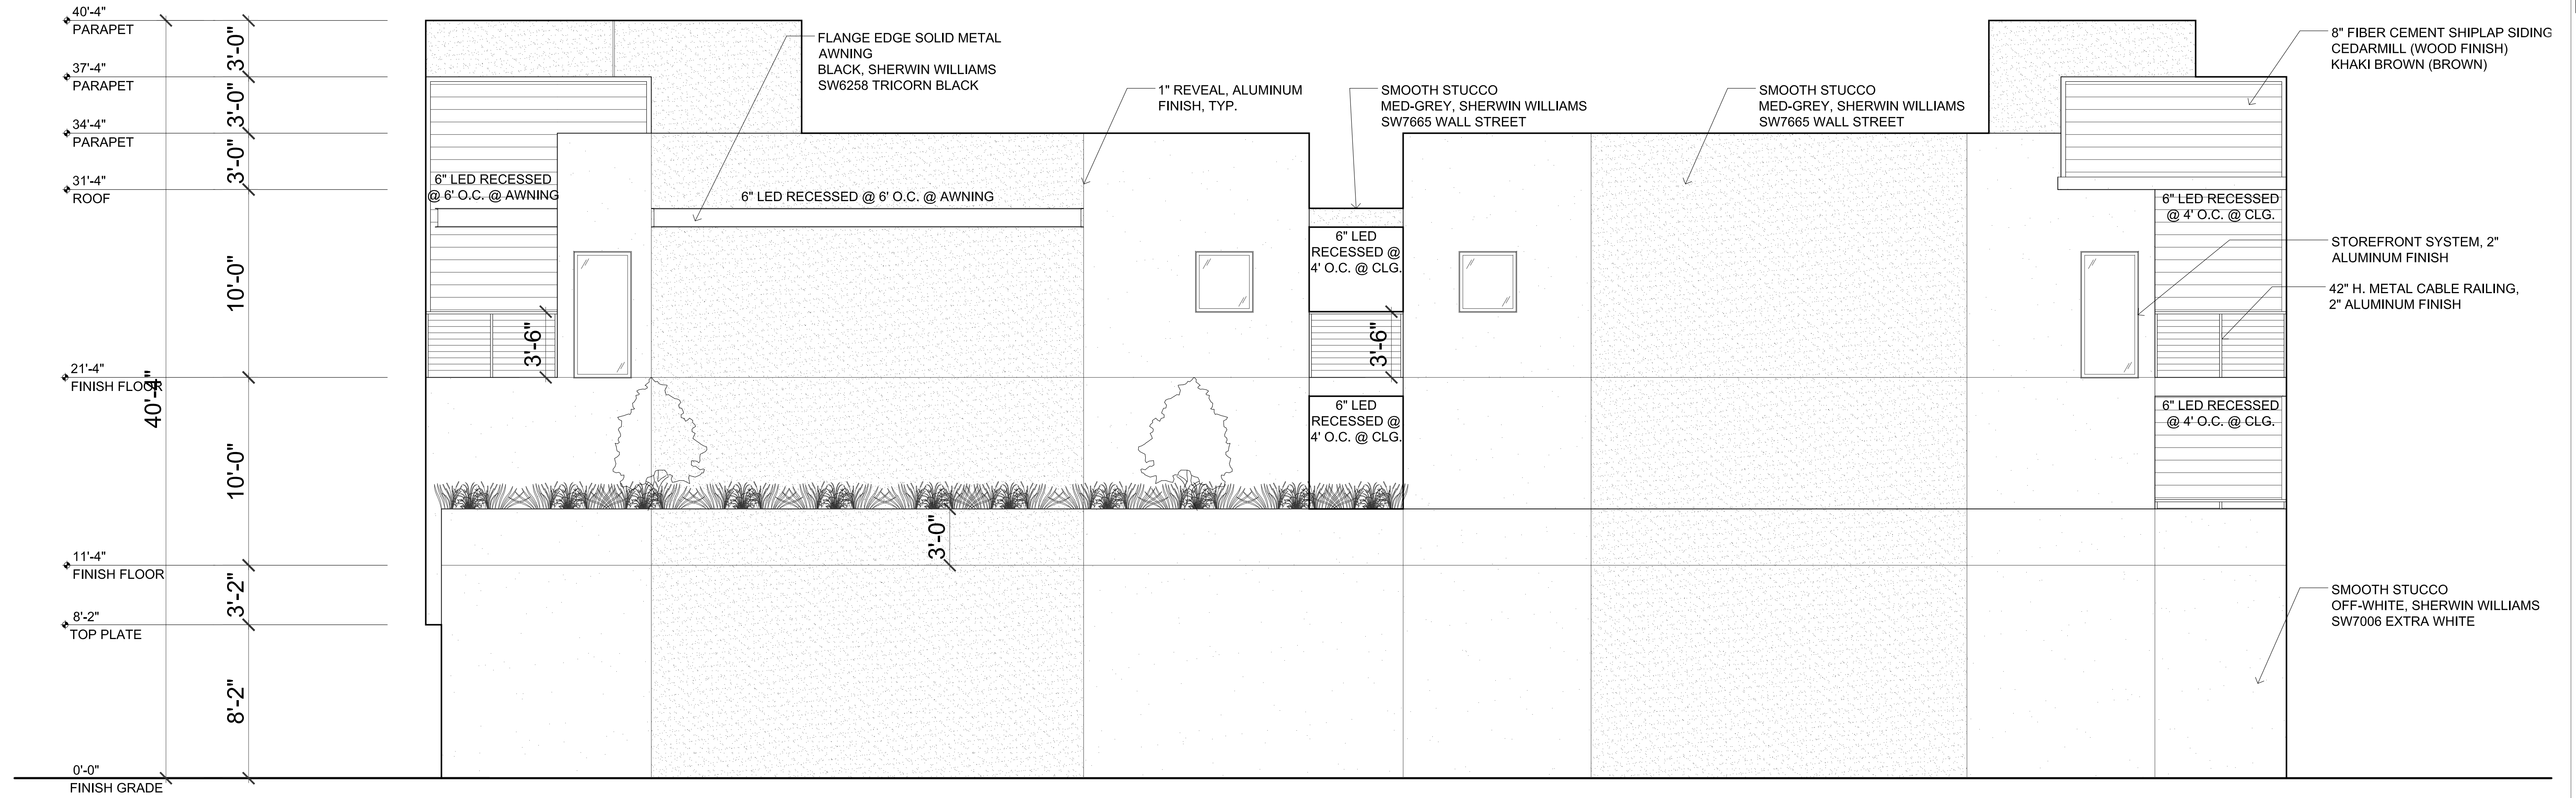 40'-4"
PARAPET
37'-4"
PARAPET
34'-4"
PARAPET
31'-4"
ROOF
21'-4"
FINISH FLOOR
11'-4"
FINISH FLOOR
8'-2"
TOP PLATE
0'-0"
FINISH GRADE
40'-4"
3'-0"
3'-0"
3'-0"
10'-0"
10'-0"
3'-2"
8'-2"
FLANGE EDGE SOLID METAL
AWNING
BLACK, SHERWIN WILLIAMS
SW6258 TRICORN BLACK
1" REVEAL, ALUMINUM
FINISH, TYP.
SMOOTH STUCCO
MED-GREY, SHERWIN WILLIAMS
SW7665 WALL STREET
SMOOTH STUCCO
MED-GREY, SHERWIN WILLIAMS
SW7665 WALL STREET
8" FIBER CEMENT SHIPLAP SIDING
CEDARMILL (WOOD FINISH)
KHAKI BROWN (BROWN)
6" LED RECESSED
@ 6' O.C. @ AWNING
6" LED RECESSED @ 6' O.C. @ AWNING
6" LED
RECESSED @
4' O.C. @ CLG.
6" LED RECESSED
@ 4' O.C. @ CLG.
STOREFRONT SYSTEM, 2"
ALUMINUM FINISH
42" H. METAL CABLE RAILING,
2" ALUMINUM FINISH
3'-6"
3'-6"
6" LED
RECESSED @
4' O.C. @ CLG.
6" LED RECESSED
@ 4' O.C. @ CLG.
3'-0"
SMOOTH STUCCO
OFF-WHITE, SHERWIN WILLIAMS
SW7006 EXTRA WHITE